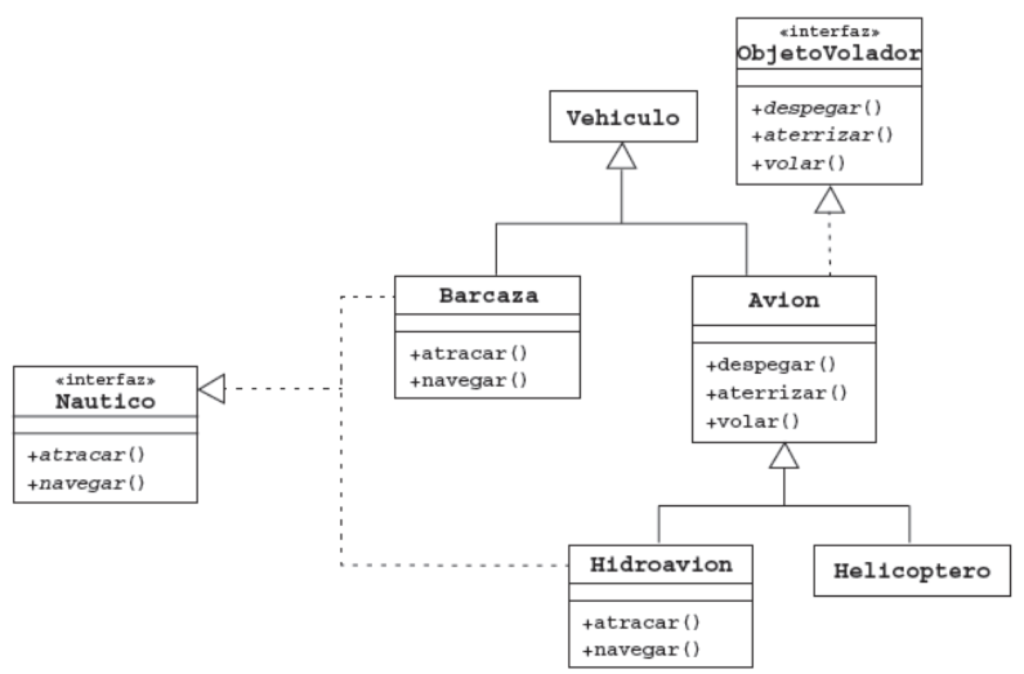 «interfaz»
ObjetoVolador
+despegar()
+aterrizar()
+volar()
Vehiculo
Barcaza
+atracar()
+navegar()
Avion
+despegar()
+aterrizar()
+volar()
«interfaz»
Nautico
+atracar()
+navegar()
Hidroavion
+atracar()
+navegar()
Helicoptero